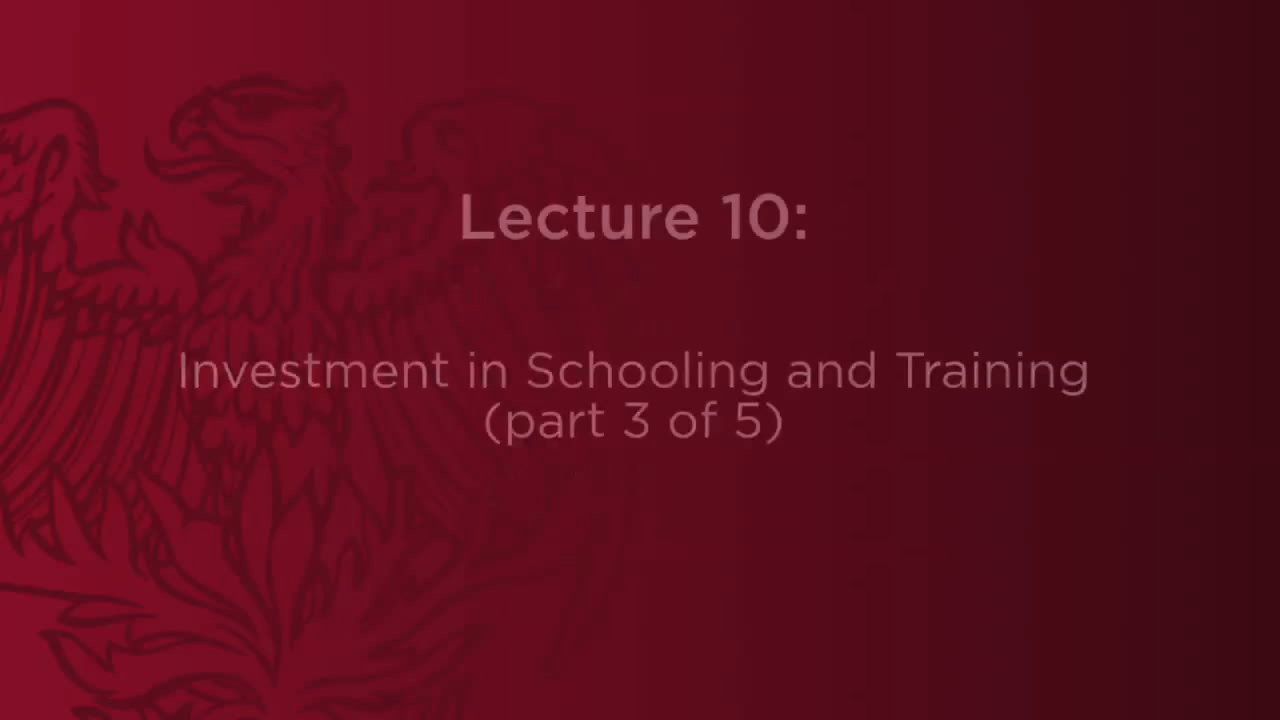 Lecture 10:
Investment in Schooling and Training
(part 3 of 5)